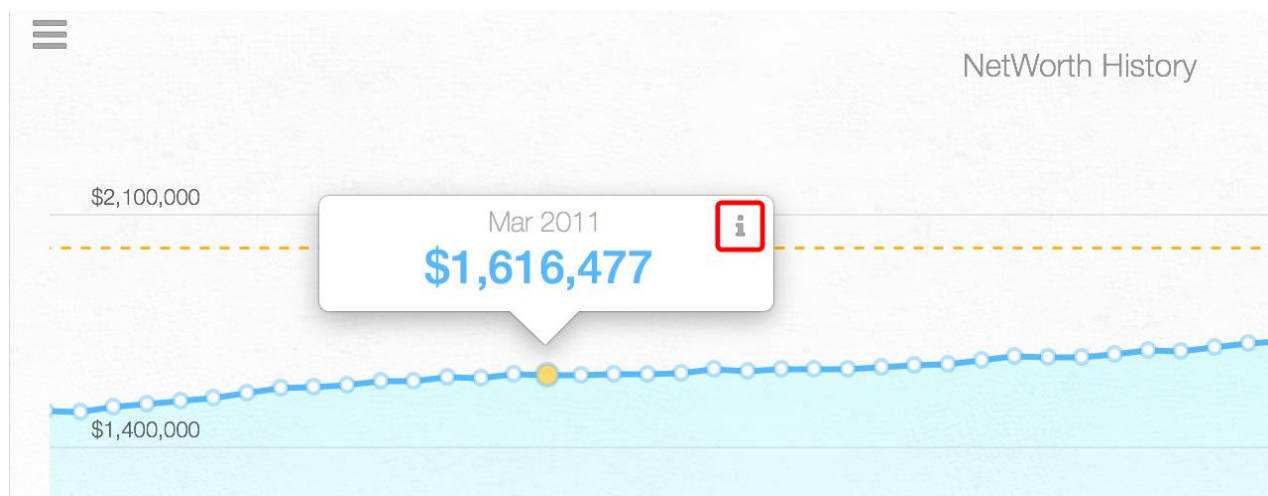 NetWorth History
$2,100,000
Mar 2011
i
$1,616,477
$1,400,000